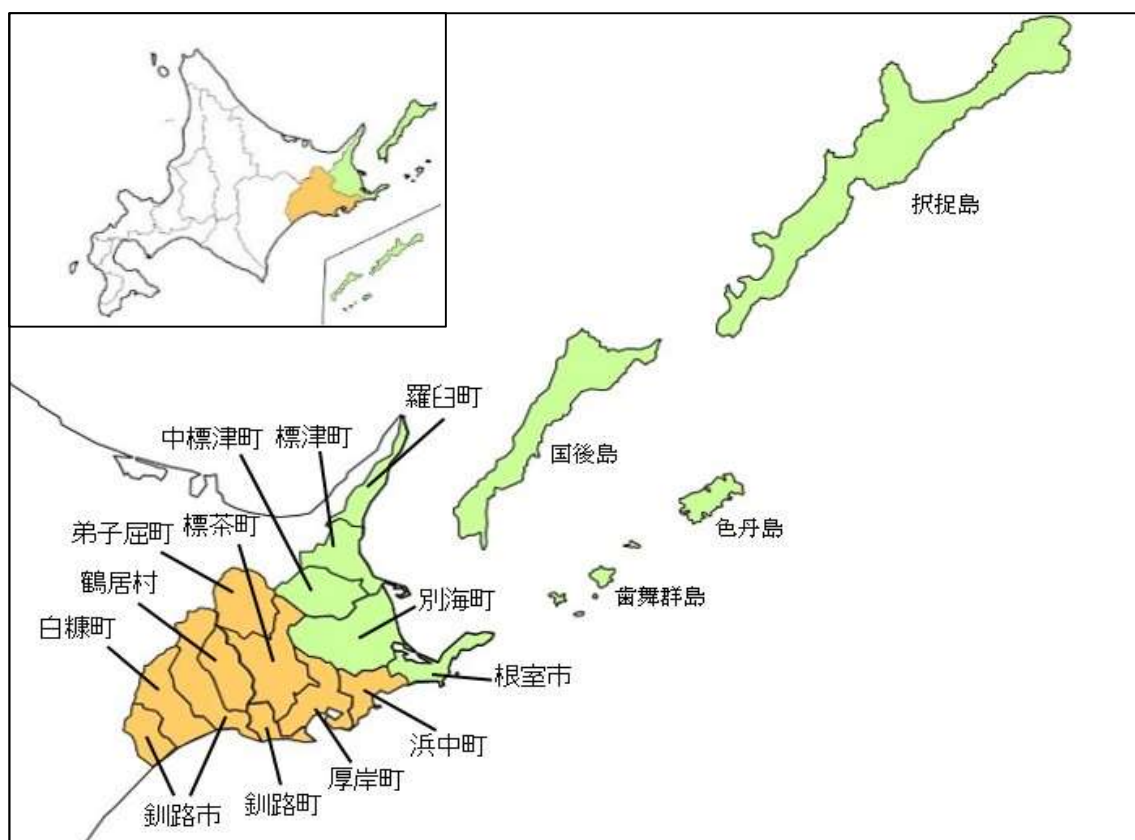 択捉島
羅臼町
中標津町
標津町
国後島
色丹島
標茶町
弟子屈町
鶴居村
歯舞群島
別海町
白糠町
根室市
浜中町
厚岸町
釧路町
釧路市